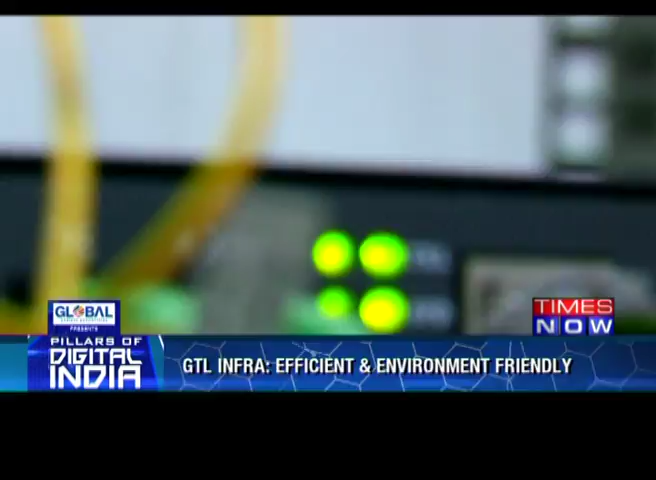 GLOBAL
PRESENTS
PILLARS OF
DIGITAL
INDIA
TIMES
NOW
GTL INFRA: EFFICIENT & ENVIRONMENT FRIENDLY